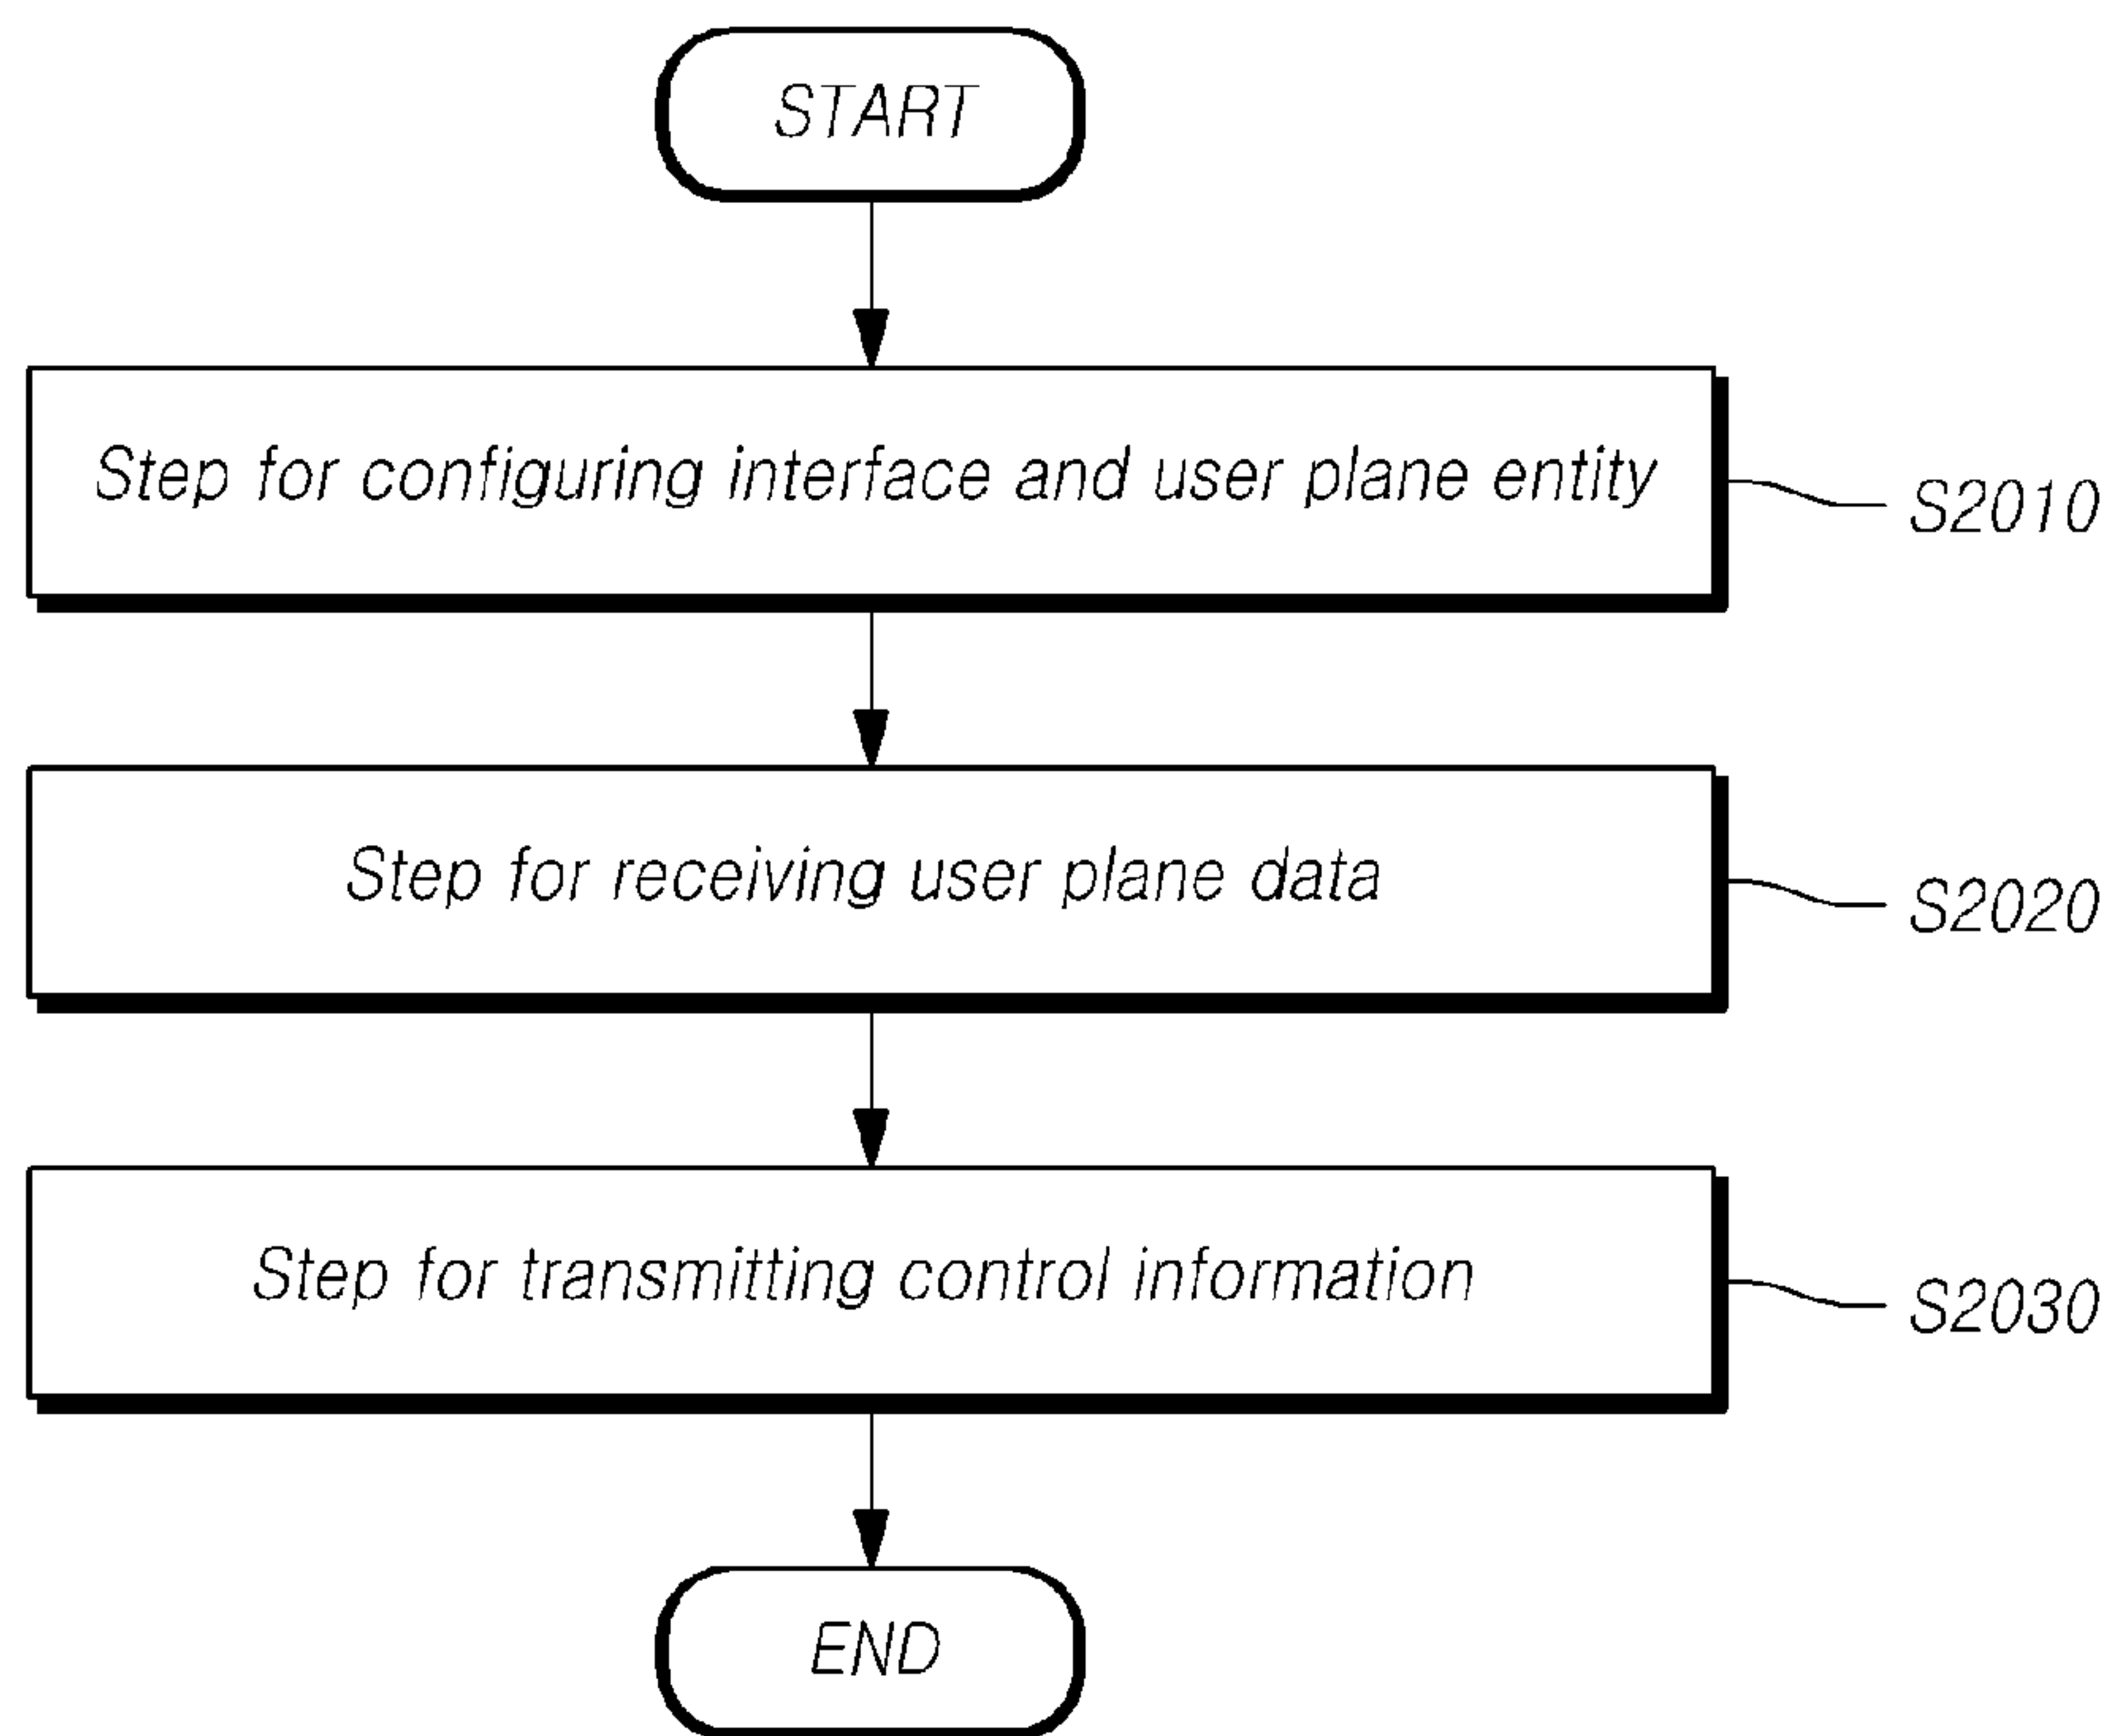 START
Step for configuring interface and user plane entity
S2010
Step for receiving user plane data
S2020
Step for transmitting control information
S2030
END